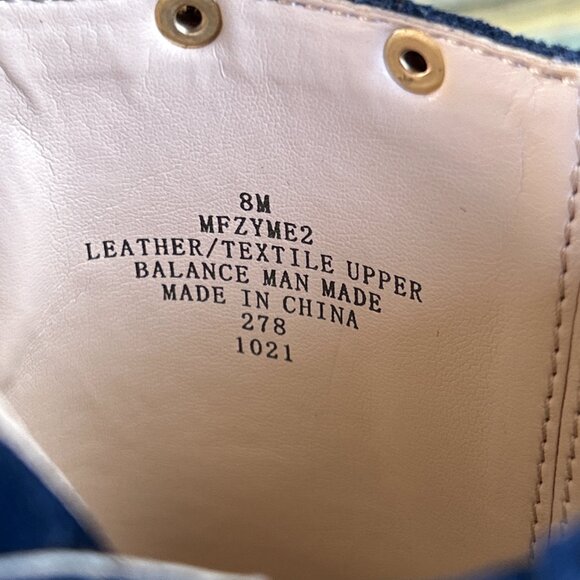 8M
MFZYME2
LEATHER/TEXTILE UPPER
BALANCE MAN MADE
MADE IN CHINA
278
1021